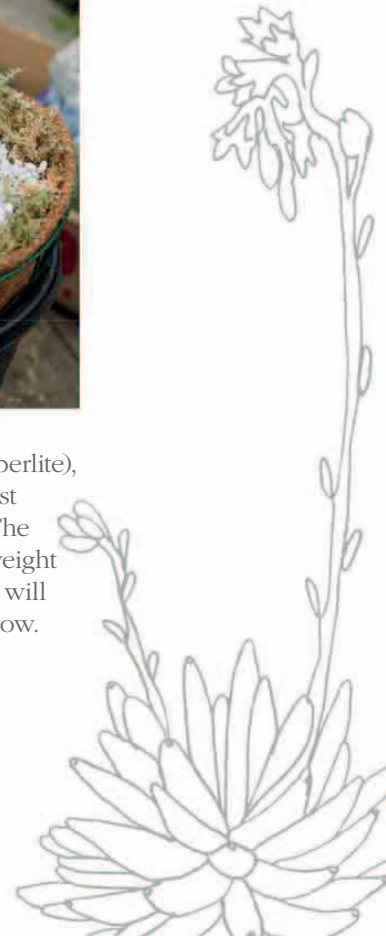 perlite),
st
The
weight
will
ow.